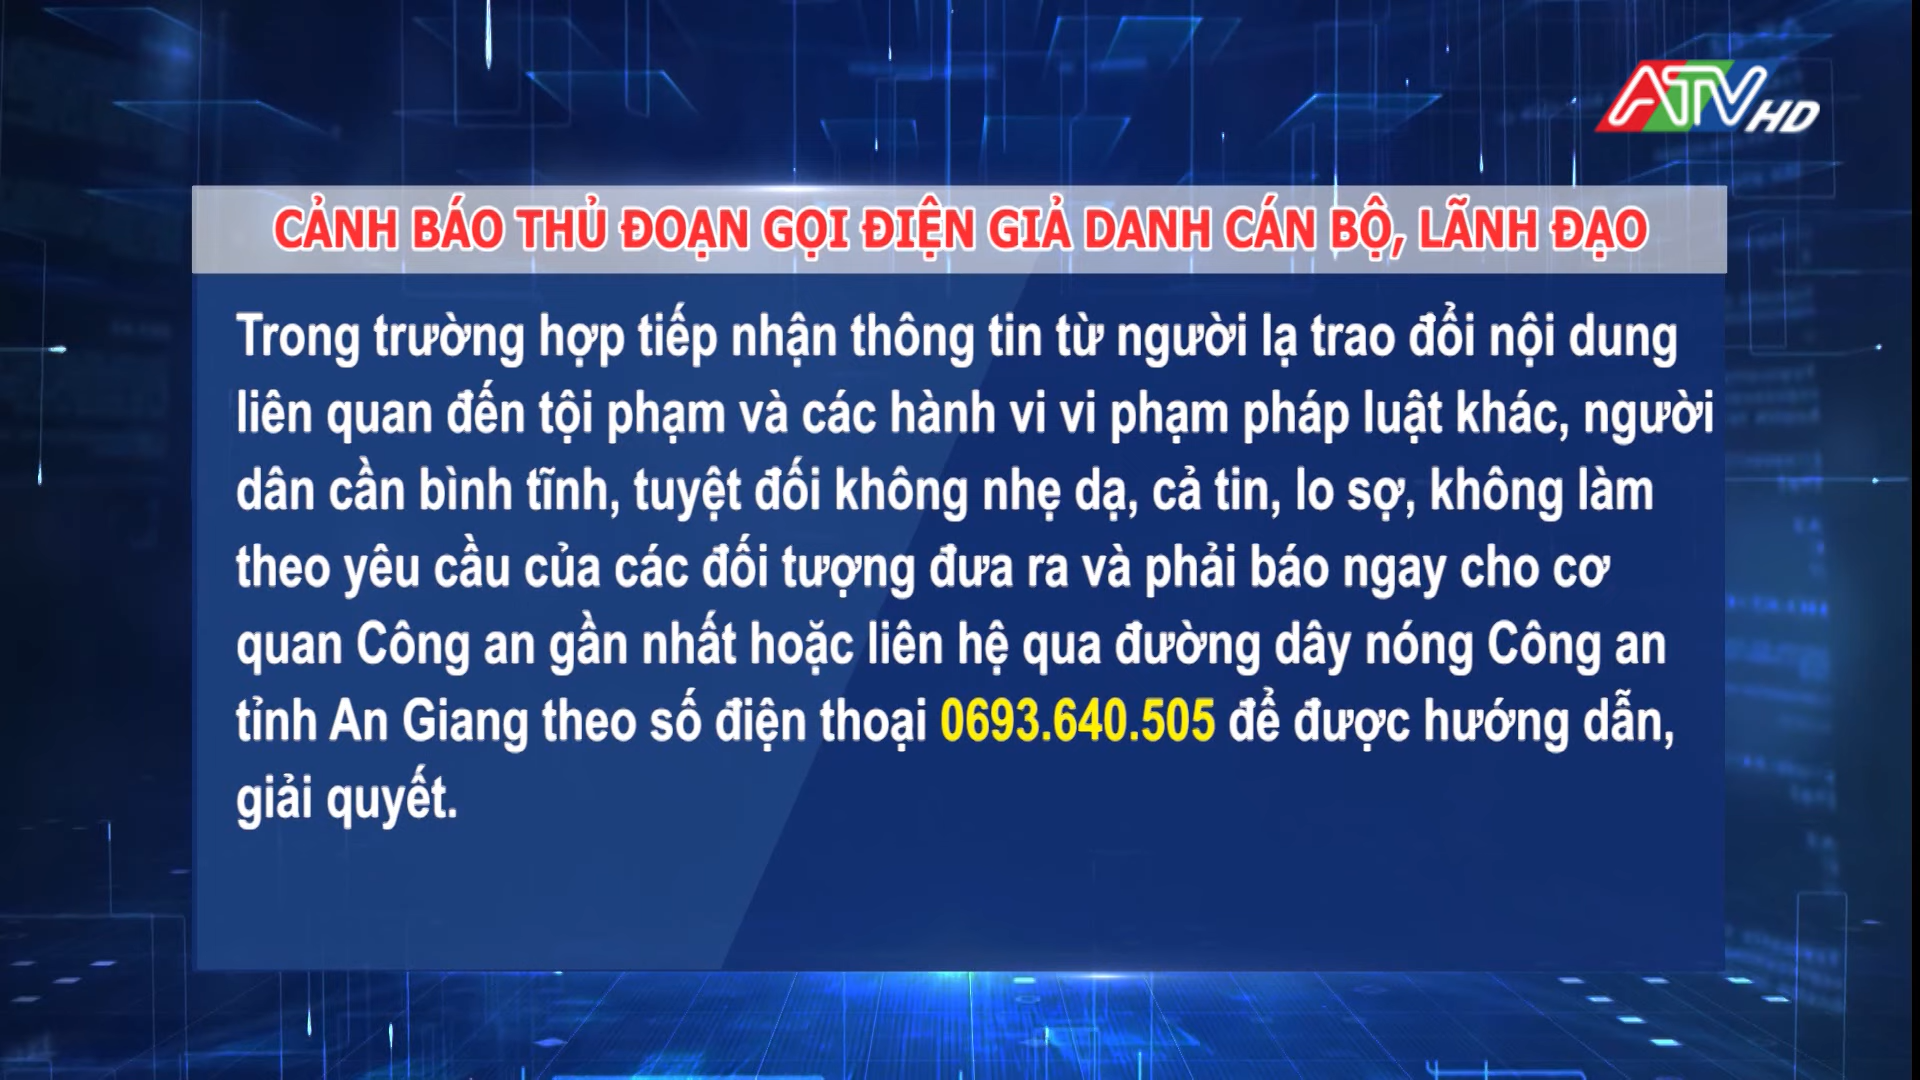 ATVHD
CẢNH BÁO THỦ ĐOẠN GỌI ĐIỆN GIẢ DANH CÁN BỘ, LÃNH ĐẠO
Trong trường hợp tiếp nhận thông tin từ người lạ trao đổi nội dung
liên quan đến tội phạm và các hành vi vi phạm pháp luật khác, người
dân cần bình tĩnh, tuyệt đối không nhẹ dạ, cả tin, lo sợ, không làm
theo yêu cầu của các đối tượng đưa ra và phải báo ngay cho cơ
quan Công an gần nhất hoặc liên hệ qua đường dây nóng Công an
tỉnh An Giang theo số điện thoại 0693.640.505 để được hướng dẫn,
giải quyết.